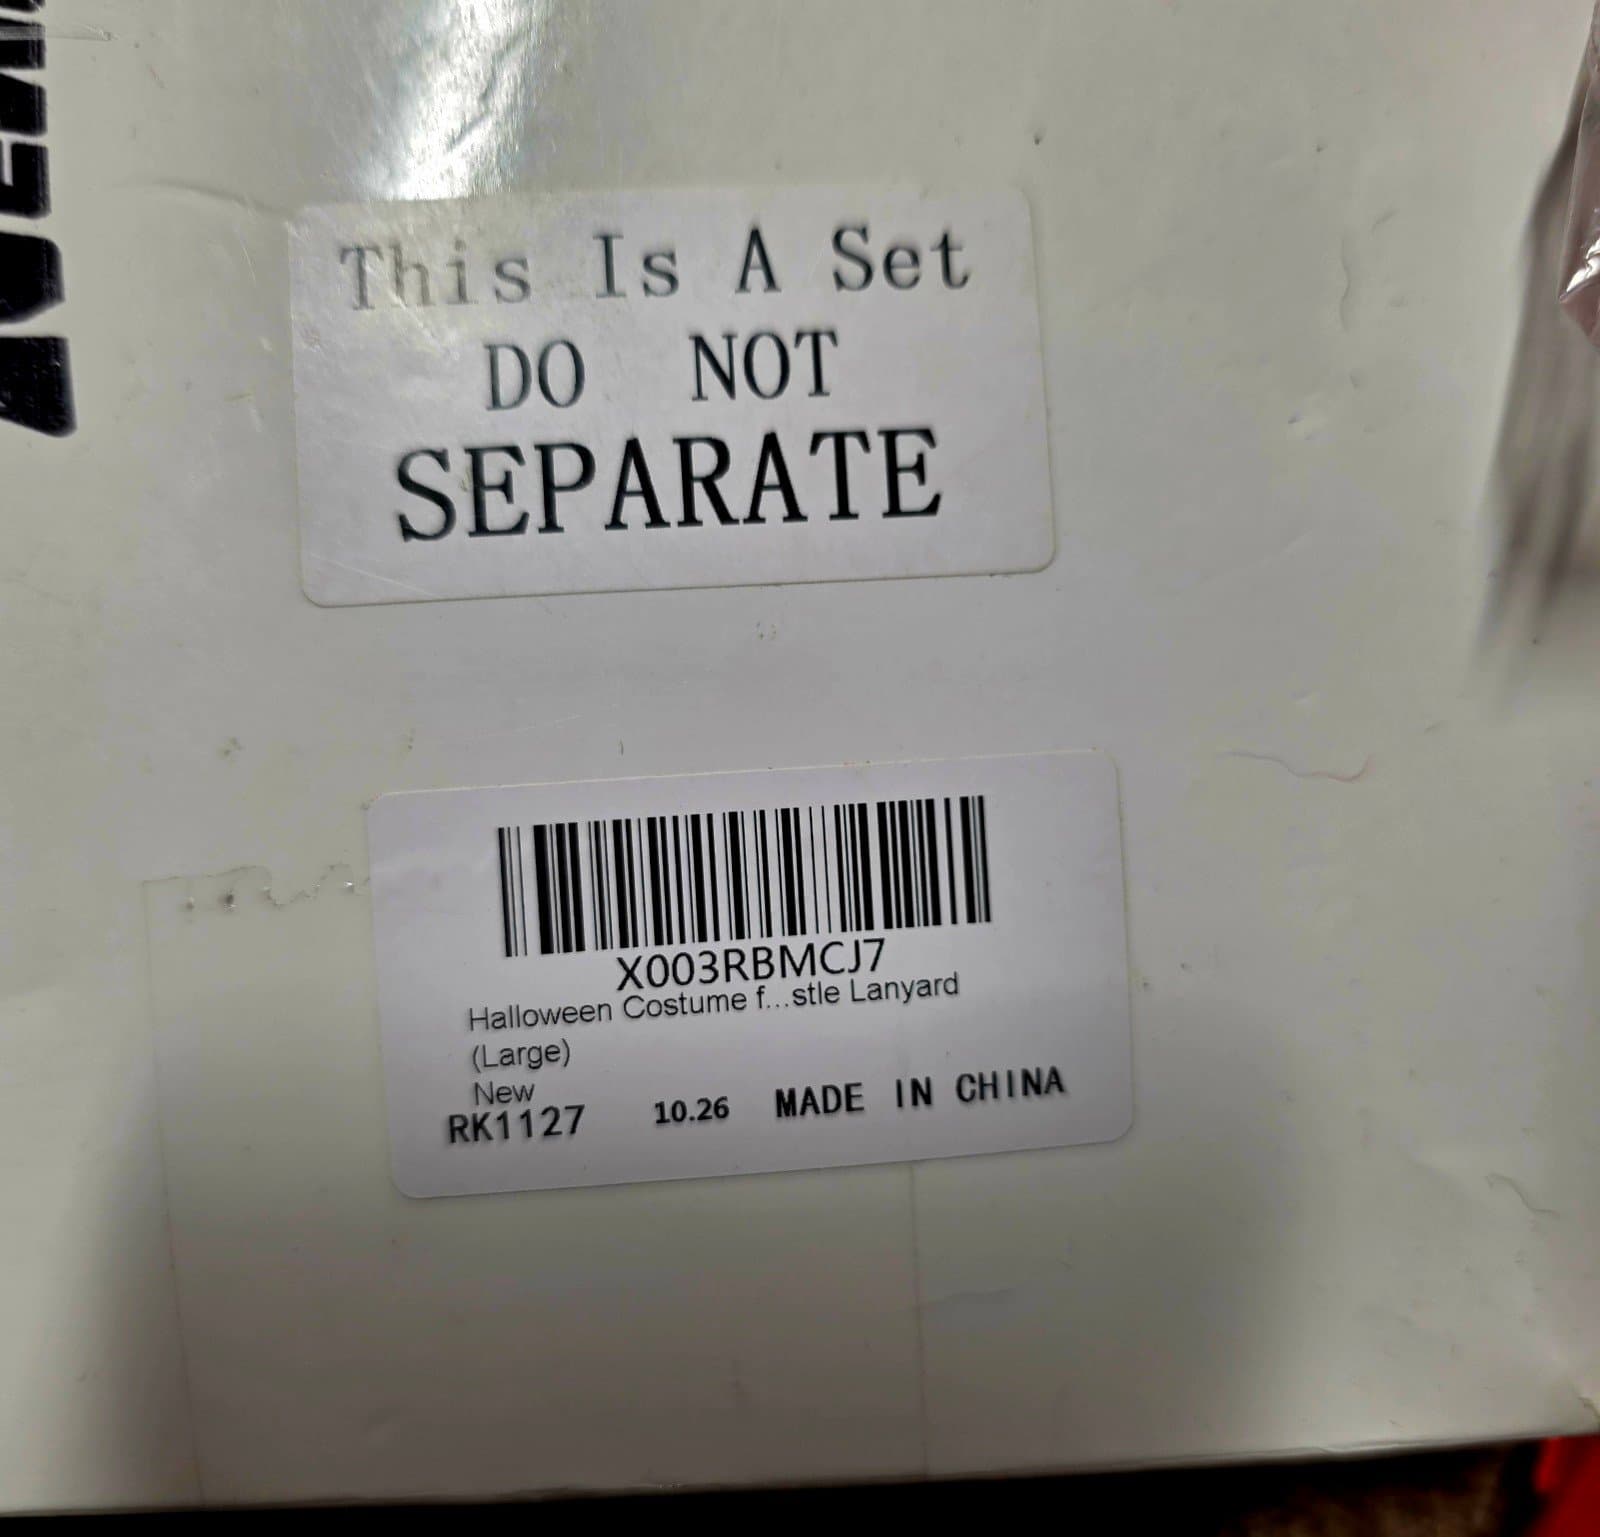 This Is A Set
DO NOT
SEPARATE
X003RBMCJ7
Halloween Costume f...stle Lanyard
(Large)
New
RK1127 10.26 MADE IN CHINA